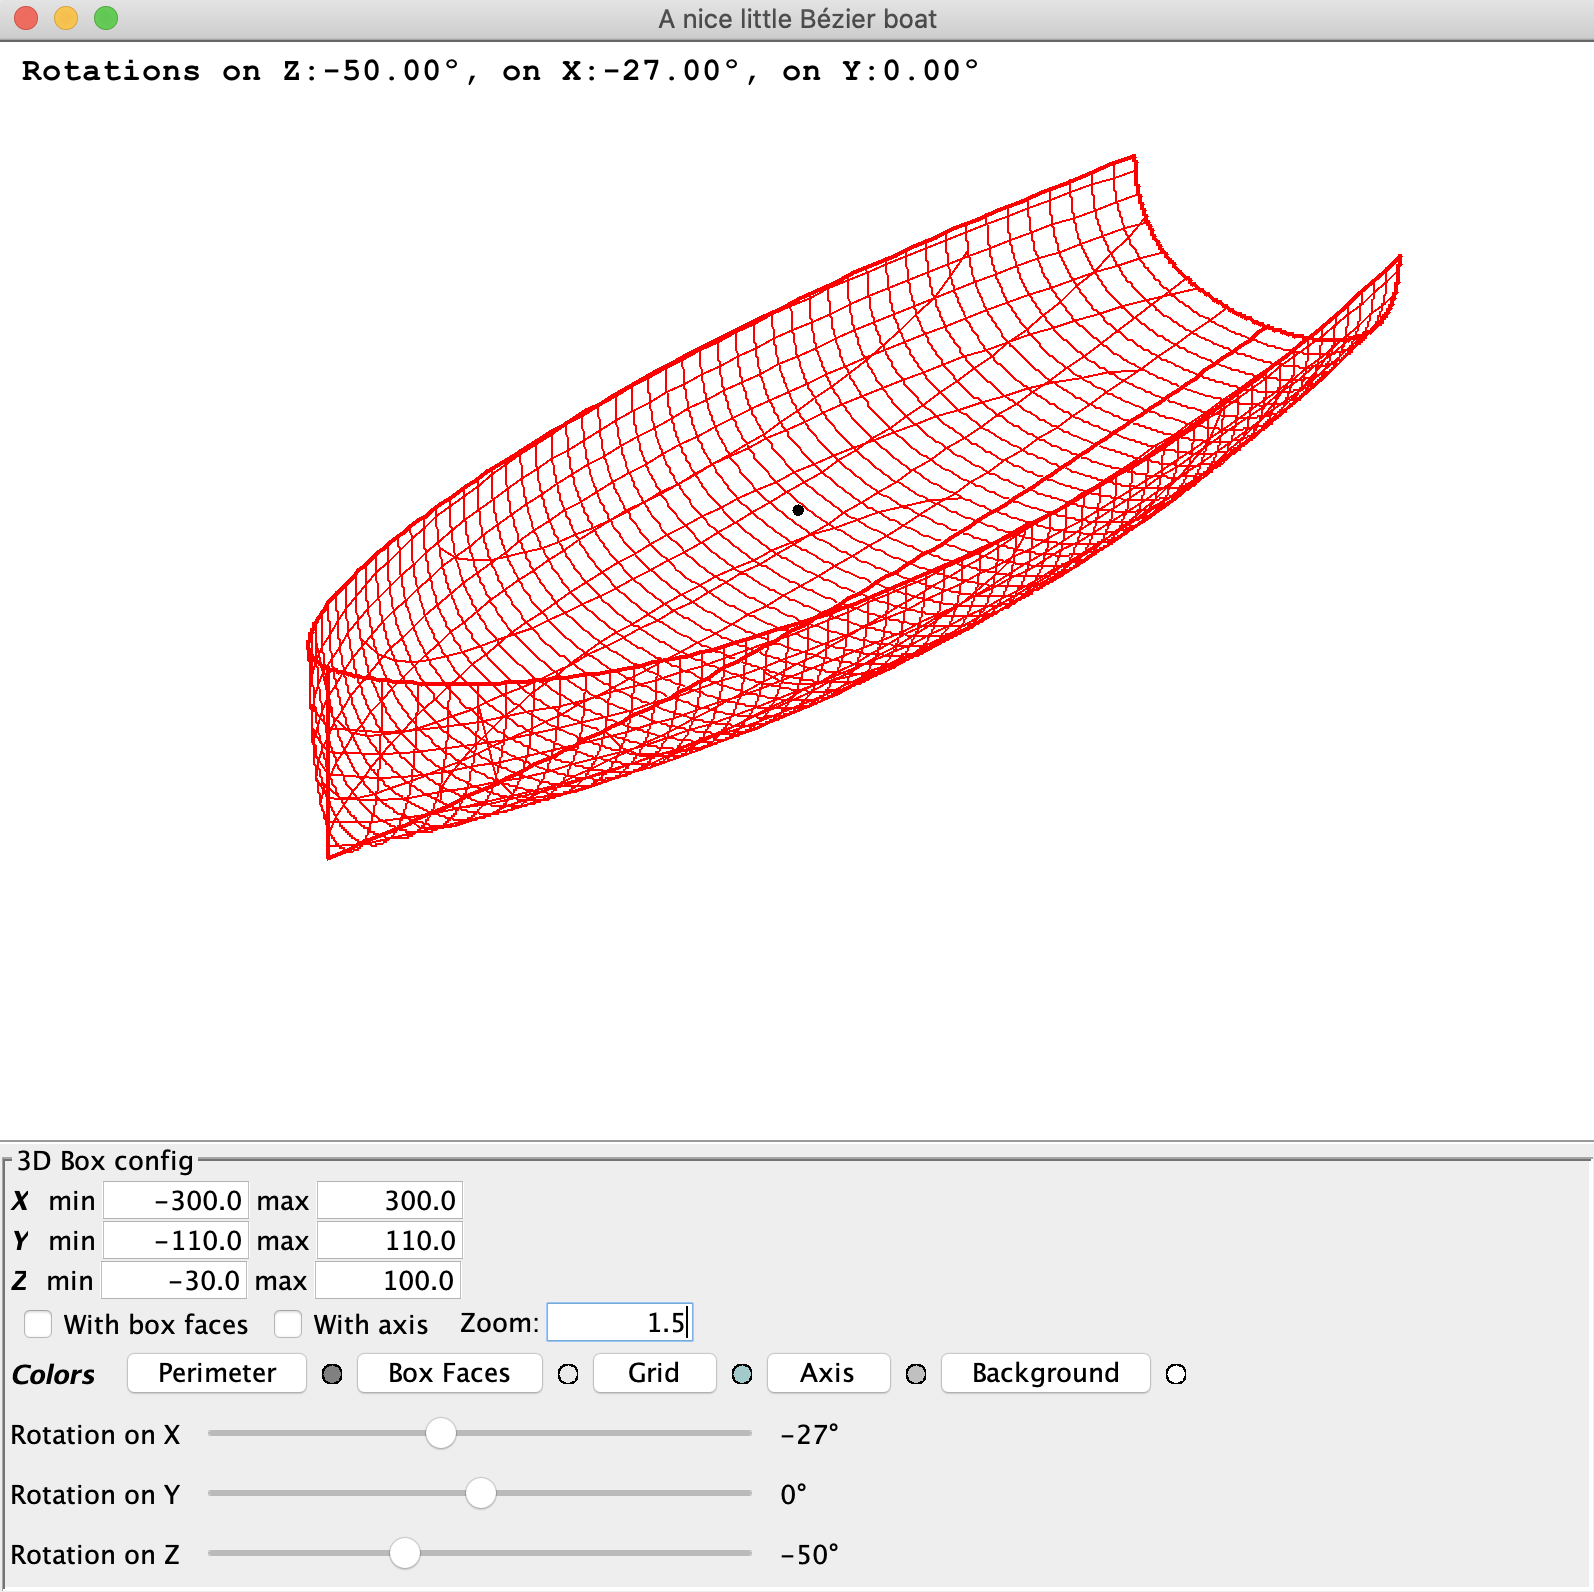 A nice little Bézier boat
Rotations on Z:-50.00°, on X:-27.00°, on Y:0.00°
3D Box config
X min -300.0 max 300.0
Y min -110.0 max 110.0
Z min -30.0 max 100.0
With box faces With axis Zoom: 1.5
Colors Perimeter Box Faces Grid Axis Background
Rotation on X -27°
Rotation on Y 0°
Rotation on Z -50°